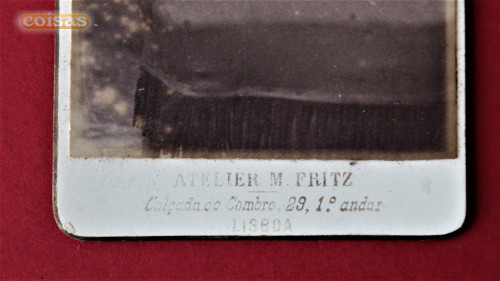 coisas
ATELIER M. FRITZ
Calçada do Combro, 29, 1.º andar
LISBOA